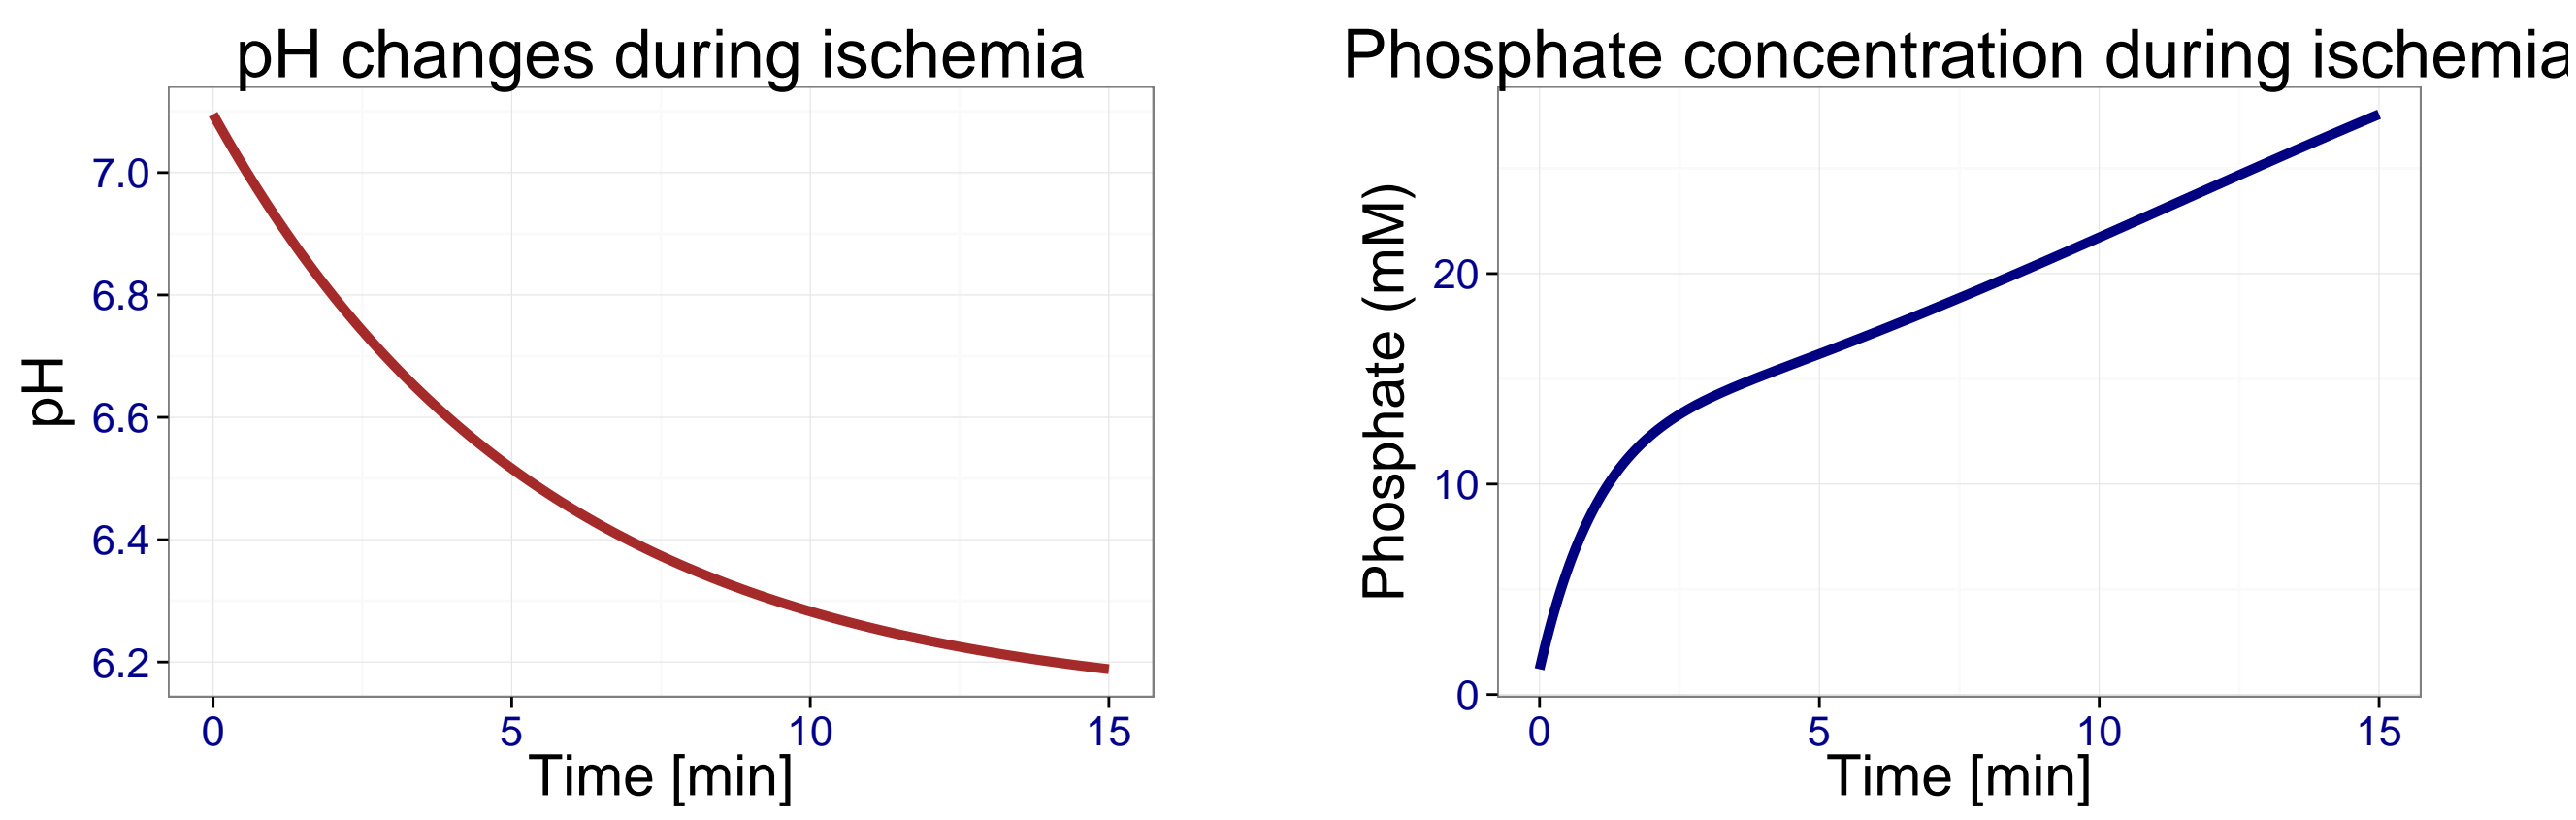 pH changes during ischemia
pH
7.0
6.8
6.6
6.4
6.2
0 5 10 15
Time [min]
Phosphate concentration during ischemia
Phosphate (mM)
20
10
0
0 5 10 15
Time [min]